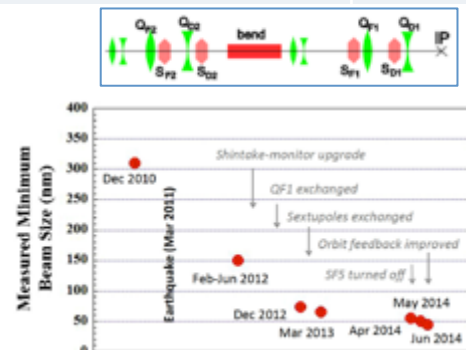 QF2 QD2 bend QF1 QD1 IP
SF2 SD2 SF1 SD1
400
350
300
250
200
150
100
50
0
Measured Minimum
Beam Size (nm)
Dec 2010
Earthquake (Mar 2011)
Shintake-monitor upgrade
QF1 exchanged
Sextupoles exchanged
Orbit feedback improved
SF5 turned off
Feb-Jun 2012
Dec 2012
Mar 2013
Apr 2014
May 2014
Jun 2014